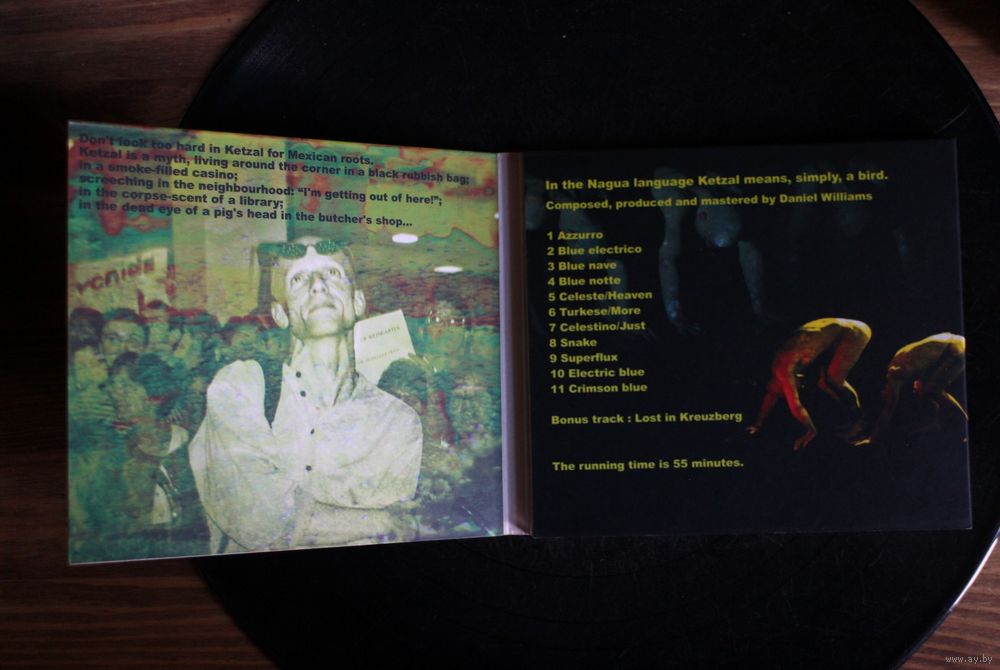 Don't look too hard in Ketzal for Mexican roots.
Ketzal is a myth, living around the corner in a black rubbish bag;
in a smoke-filled casino;
screeching in the neighbourhood: “I'm getting out of here!”;
in the corpse-scent of a library;
in the dead eye of a pig's head in the butcher's shop...
In the Nagua language Ketzal means, simply, a bird.
Composed, produced and mastered by Daniel Williams
1 Azzurro
2 Blue electrico
3 Blue nave
4 Blue notte
5 Celeste/Heaven
6 Turkese/More
7 Celestino/Just
8 Snake
9 Superflux
10 Electric blue
11 Crimson blue
Bonus track : Lost in Kreuzberg
The running time is 55 minutes.
www.ay.by